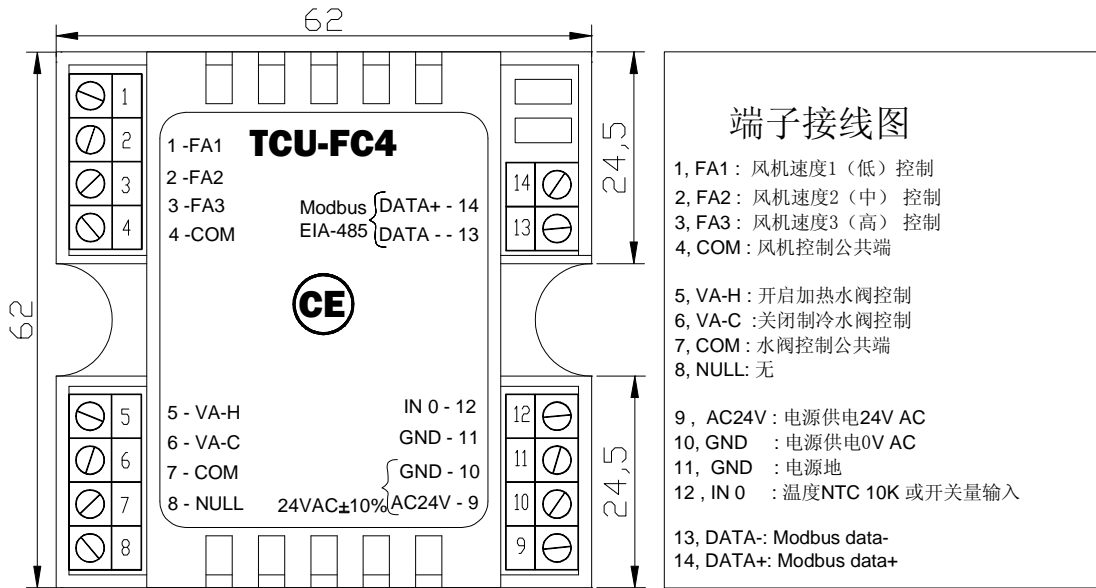 62
62
24,5
24,5
1
2
3
4
14
13
1 -FA1
TCU-FC4
2 -FA2
3 -FA3
4 -COM
Modbus
EIA-485
DATA+ - 14
DATA - - 13
CE
5
6
7
8
12
11
10
9
5 - VA-H
6 - VA-C
7 - COM
8 - NULL
IN 0 - 12
GND - 11
GND - 10
24VAC±10%
AC24V - 9
端子接线图
1, FA1 : 风机速度1（低）控制
2, FA2 : 风机速度2（中） 控制
3, FA3 : 风机速度3（高） 控制
4, COM : 风机控制公共端
5, VA-H : 开启加热水阀控制
6, VA-C :关闭制冷水阀控制
7, COM : 水阀控制公共端
8, NULL: 无
9 , AC24V : 电源供电24V AC
10, GND : 电源供电0V AC
11, GND : 电源地
12 , IN 0 : 温度NTC 10K 或开关量输入
13, DATA-: Modbus data-
14, DATA+: Modbus data+